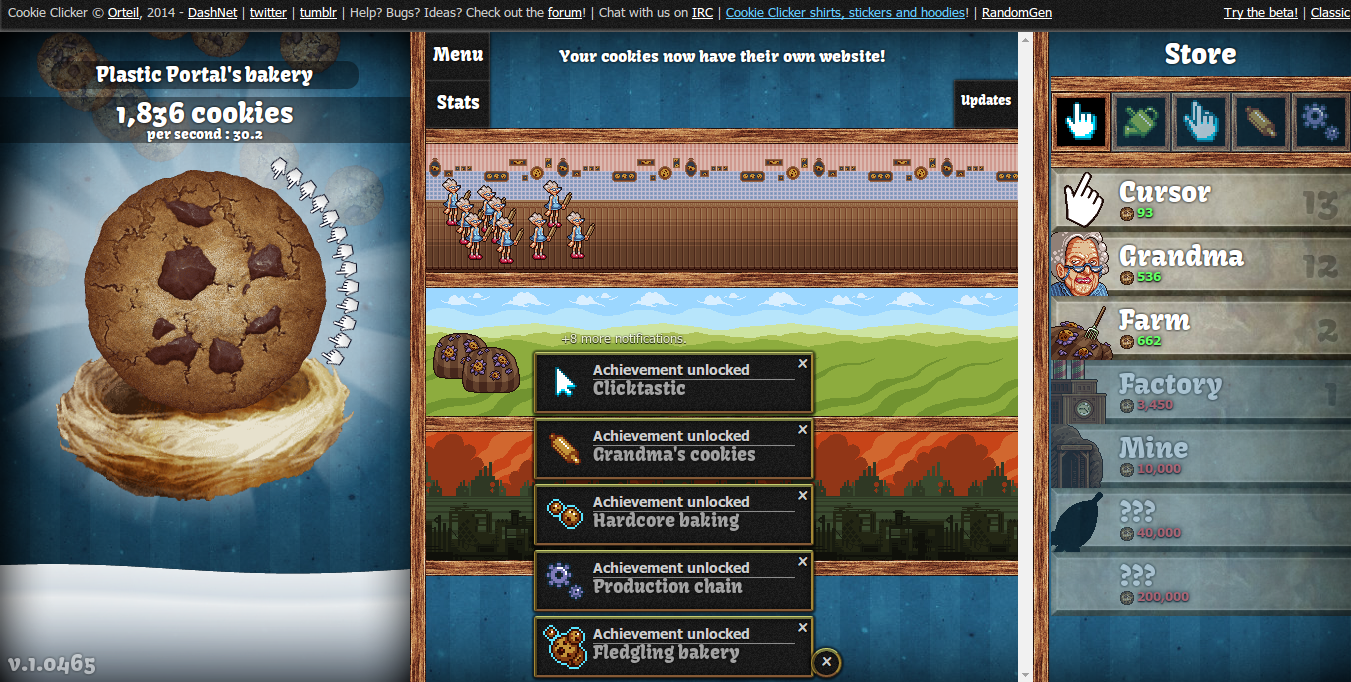 Cookie Clicker © Orteil, 2014 - DashNet | twitter | tumblr | Help? Bugs? Ideas? Check out the forum! | Chat with us on IRC | Cookie Clicker shirts, stickers and hoodies! | RandomGen
Try the beta! | Classic
Plastic Portal's bakery
1,836 cookies
per second : 30.2
v.1.0465
Menu
Stats
Your cookies now have their own website!
Updates
+8 more notifications.
Achievement unlocked
Clicktastic
Achievement unlocked
Grandma's cookies
Achievement unlocked
Hardcore baking
Achievement unlocked
Production chain
Achievement unlocked
Fledgling bakery
Store
Cursor
93
13
Grandma
536
12
Farm
662
2
Factory
3,450
1
Mine
10,000
???
40,000
???
200,000